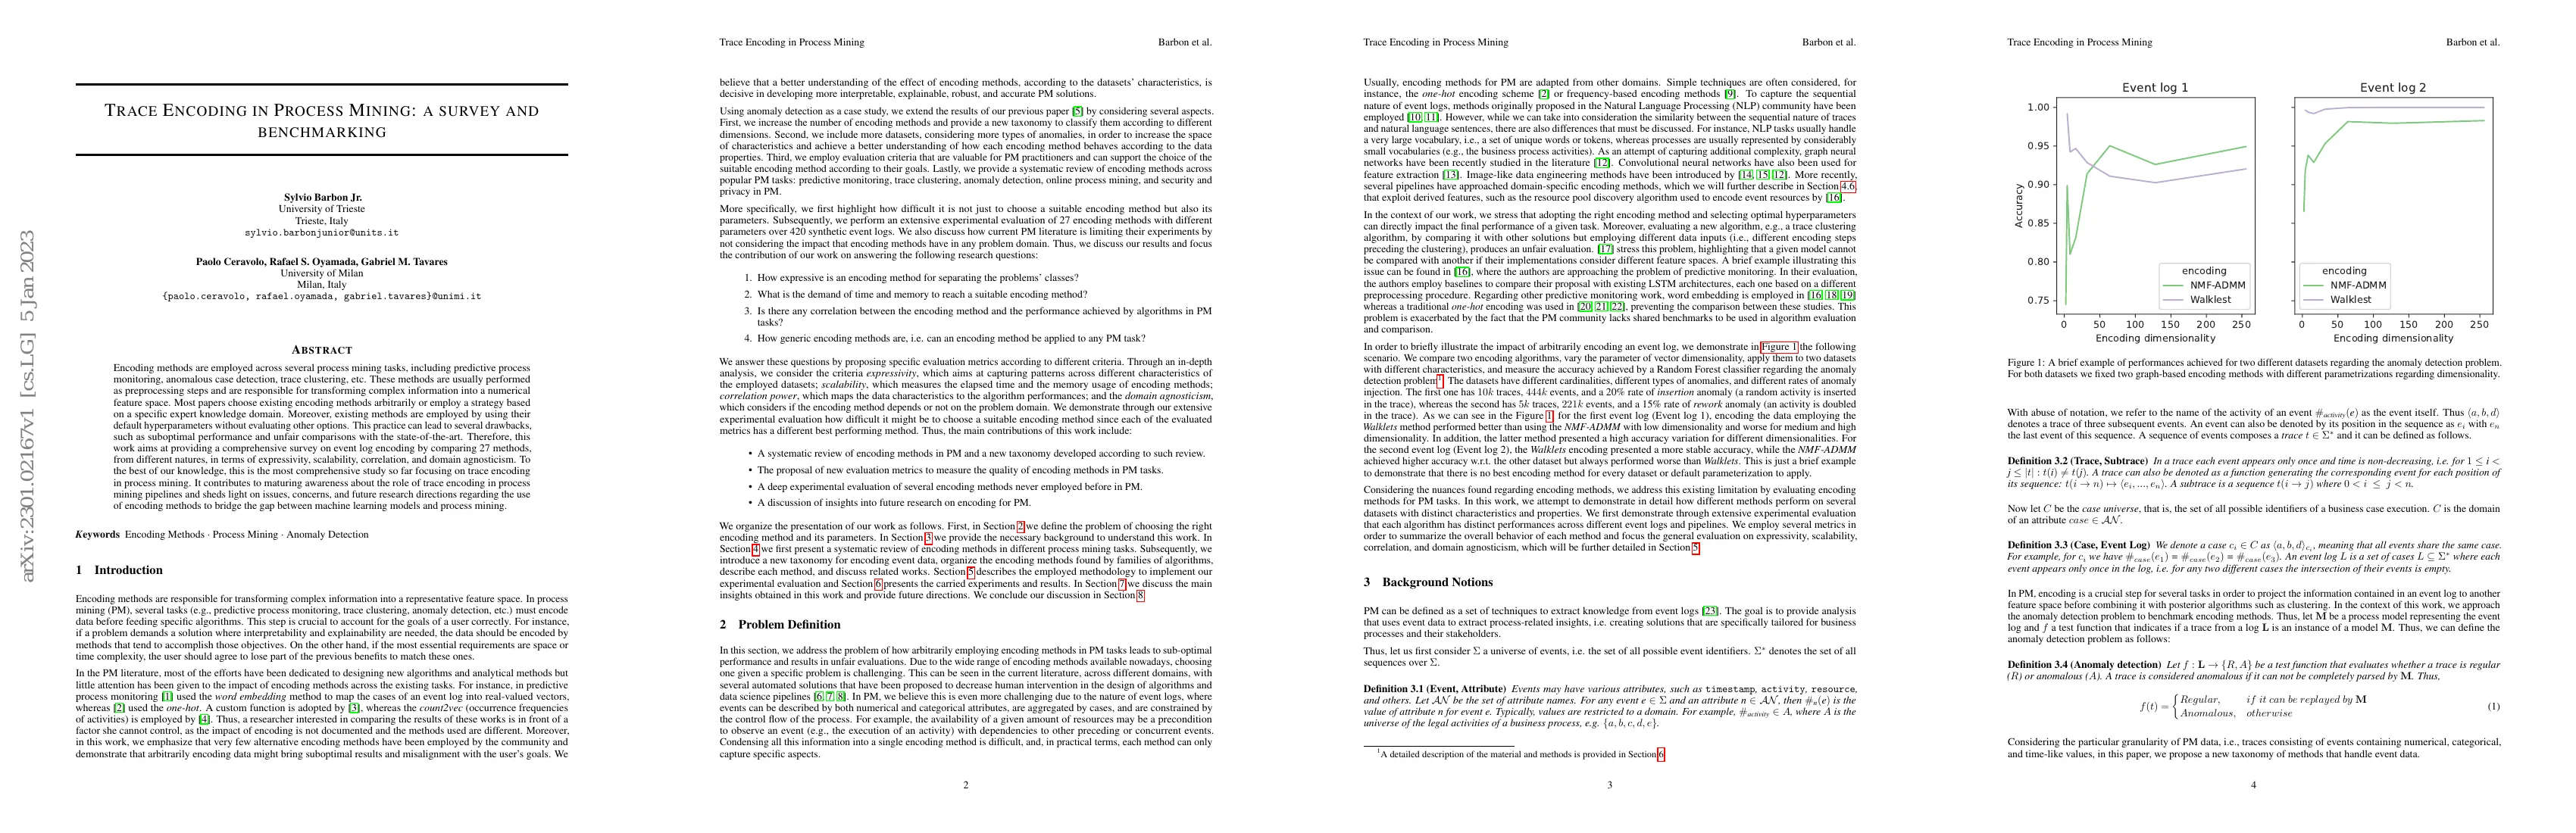 arXiv:2301.02167v1 [cs.LG] 5 Jan 2023
TRACE ENCODING IN PROCESS MINING: A SURVEY AND
BENCHMARKING
Sylvio Barbon Jr.
University of Trieste
Trieste, Italy
sylvio.barbonjunior@units.it
Paolo Ceravolo, Rafael S. Oyamada, Gabriel M. Tavares
University of Milan
Milan, Italy
{paolo.ceravolo, rafael.oyamada, gabriel.tavares}@unimi.it
ABSTRACT
Encoding methods are employed across several process mining tasks, including predictive process
monitoring, anomalous case detection, trace clustering, etc. These methods are usually performed
as preprocessing steps and are responsible for transforming complex information into a numerical
feature space. Most papers choose existing encoding methods arbitrarily or employ a strategy based
on a specific expert knowledge domain. Moreover, existing methods are employed by using their
default hyperparameters without evaluating other options. This practice can lead to several drawbacks,
such as suboptimal performance and unfair comparisons with the state-of-the-art. Therefore, this
work aims at providing a comprehensive survey on event log encoding by comparing 27 methods,
from different natures, in terms of expressivity, scalability, correlation, and domain agnosticism. To
the best of our knowledge, this is the most comprehensive study so far focusing on trace encoding
in process mining. It contributes to maturing awareness about the role of trace encoding in process
mining pipelines and sheds light on issues, concerns, and future research directions regarding the use
of encoding methods to bridge the gap between machine learning models and process mining.
Keywords Encoding Methods · Process Mining · Anomaly Detection
1 Introduction
Encoding methods are responsible for transforming complex information into a representative feature space. In process
mining (PM), several tasks (e.g., predictive process monitoring, trace clustering, anomaly detection, etc.) must encode
data before feeding specific algorithms. This step is crucial to account for the goals of a user correctly. For instance,
if a problem demands a solution where interpretability and explainability are needed, the data should be encoded by
methods that tend to accomplish those objectives. On the other hand, if the most essential requirements are space or
time complexity, the user should agree to lose part of the previous benefits to match these ones.
In the PM literature, most of the efforts have been dedicated to designing new algorithms and analytical methods but
little attention has been given to the impact of encoding methods across the existing tasks. For instance, in predictive
process monitoring [1] used the word embedding method to map the cases of an event log into real-valued vectors,
whereas [2] used the one-hot. A custom function is adopted by [3], whereas the count2vec (occurrence frequencies
of activities) is employed by [4]. Thus, a researcher interested in comparing the results of these works is in front of a
factor she cannot control, as the impact of encoding is not documented and the methods used are different. Moreover,
in this work, we emphasize that very few alternative encoding methods have been employed by the community and
demonstrate that arbitrarily encoding data might bring suboptimal results and misalignment with the user's goals. We
Trace Encoding in Process Mining Barbon et al.
believe that a better understanding of the effect of encoding methods, according to the datasets' characteristics, is
decisive in developing more interpretable, explainable, robust, and accurate PM solutions.
Using anomaly detection as a case study, we extend the results of our previous paper [5] by considering several aspects.
First, we increase the number of encoding methods and provide a new taxonomy to classify them according to different
dimensions. Second, we include more datasets, considering more types of anomalies, in order to increase the space
of characteristics and achieve a better understanding of how each encoding method behaves according to the data
properties. Third, we employ evaluation criteria that are valuable for PM practitioners and can support the choice of the
suitable encoding method according to their goals. Lastly, we provide a systematic review of encoding methods across
popular PM tasks: predictive monitoring, trace clustering, anomaly detection, online process mining, and security and
privacy in PM.
More specifically, we first highlight how difficult it is not just to choose a suitable encoding method but also its
parameters. Subsequently, we perform an extensive experimental evaluation of 27 encoding methods with different
parameters over 420 synthetic event logs. We also discuss how current PM literature is limiting their experiments by
not considering the impact that encoding methods have in any problem domain. Thus, we discuss our results and focus
the contribution of our work on answering the following research questions:
1. How expressive is an encoding method for separating the problems' classes?
2. What is the demand of time and memory to reach a suitable encoding method?
3. Is there any correlation between the encoding method and the performance achieved by algorithms in PM
tasks?
4. How generic encoding methods are, i.e. can an encoding method be applied to any PM task?
We answer these questions by proposing specific evaluation metrics according to different criteria. Through an in-depth
analysis, we consider the criteria expressivity, which aims at capturing patterns across different characteristics of
the employed datasets; scalability, which measures the elapsed time and the memory usage of encoding methods;
correlation power, which maps the data characteristics to the algorithm performances; and the domain agnosticism,
which considers if the encoding method depends or not on the problem domain. We demonstrate through our extensive
experimental evaluation how difficult it might be to choose a suitable encoding method since each of the evaluated
metrics has a different best performing method. Thus, the main contributions of this work include:
• A systematic review of encoding methods in PM and a new taxonomy developed according to such review.
• The proposal of new evaluation metrics to measure the quality of encoding methods in PM tasks.
• A deep experimental evaluation of several encoding methods never employed before in PM.
• A discussion of insights into future research on encoding for PM.
We organize the presentation of our work as follows. First, in Section 2 we define the problem of choosing the right
encoding method and its parameters. In Section 3 we provide the necessary background to understand this work. In
Section 4 we first present a systematic review of encoding methods in different process mining tasks. Subsequently, we
introduce a new taxonomy for encoding event data, organize the encoding methods found by families of algorithms,
describe each method, and discuss related works. Section 5 describes the employed methodology to implement our
experimental evaluation and Section 6 presents the carried experiments and results. In Section 7 we discuss the main
insights obtained in this work and provide future directions. We conclude our discussion in Section 8.
2 Problem Definition
In this section, we address the problem of how arbitrarily employing encoding methods in PM tasks leads to sub-optimal
performance and results in unfair evaluations. Due to the wide range of encoding methods available nowadays, choosing
one given a specific problem is challenging. This can be seen in the current literature, across different domains, with
several automated solutions that have been proposed to decrease human intervention in the design of algorithms and
data science pipelines [6, 7, 8]. In PM, we believe this is even more challenging due to the nature of event logs, where
events can be described by both numerical and categorical attributes, are aggregated by cases, and are constrained by
the control flow of the process. For example, the availability of a given amount of resources may be a precondition
to observe an event (e.g., the execution of an activity) with dependencies to other preceding or concurrent events.
Condensing all this information into a single encoding method is difficult, and, in practical terms, each method can only
capture specific aspects.
2
Trace Encoding in Process Mining Barbon et al.
Usually, encoding methods for PM are adapted from other domains. Simple techniques are often considered, for
instance, the one-hot encoding scheme [2] or frequency-based encoding methods [9]. To capture the sequential
nature of event logs, methods originally proposed in the Natural Language Processing (NLP) community have been
employed [10, 11]. However, while we can take into consideration the similarity between the sequential nature of traces
and natural language sentences, there are also differences that must be discussed. For instance, NLP tasks usually handle
a very large vocabulary, i.e., a set of unique words or tokens, whereas processes are usually represented by considerably
small vocabularies (e.g., the business process activities). As an attempt of capturing additional complexity, graph neural
networks have been recently studied in the literature [12]. Convolutional neural networks have also been used for
feature extraction [13]. Image-like data engineering methods have been introduced by [14, 15, 12]. More recently,
several pipelines have approached domain-specific encoding methods, which we will further describe in Section 4.6,
that exploit derived features, such as the resource pool discovery algorithm used to encode event resources by [16].
In the context of our work, we stress that adopting the right encoding method and selecting optimal hyperparameters
can directly impact the final performance of a given task. Moreover, evaluating a new algorithm, e.g., a trace clustering
algorithm, by comparing it with other solutions but employing different data inputs (i.e., different encoding steps
preceding the clustering), produces an unfair evaluation. [17] stress this problem, highlighting that a given model cannot
be compared with another if their implementations consider different feature spaces. A brief example illustrating this
issue can be found in [16], where the authors are approaching the problem of predictive monitoring. In their evaluation,
the authors employ baselines to compare their proposal with existing LSTM architectures, each one based on a different
preprocessing procedure. Regarding other predictive monitoring work, word embedding is employed in [16, 18, 19]
whereas a traditional one-hot encoding was used in [20, 21, 22], preventing the comparison between these studies. This
problem is exacerbated by the fact that the PM community lacks shared benchmarks to be used in algorithm evaluation
and comparison.
In order to briefly illustrate the impact of arbitrarily encoding an event log, we demonstrate in Figure 1 the following
scenario. We compare two encoding algorithms, vary the parameter of vector dimensionality, apply them to two datasets
with different characteristics, and measure the accuracy achieved by a Random Forest classifier regarding the anomaly
detection problem1. The datasets have different cardinalities, different types of anomalies, and different rates of anomaly
injection. The first one has 10k traces, 444k events, and a 20% rate of insertion anomaly (a random activity is inserted
in the trace), whereas the second has 5k traces, 221k events, and a 15% rate of rework anomaly (an activity is doubled
in the trace). As we can see in the Figure 1, for the first event log (Event log 1), encoding the data employing the
Walklets method performed better than using the NMF-ADMM with low dimensionality and worse for medium and high
dimensionality. In addition, the latter method presented a high accuracy variation for different dimensionalities. For
the second event log (Event log 2), the Walklets encoding presented a more stable accuracy, while the NMF-ADMM
achieved higher accuracy w.r.t. the other dataset but always performed worse than Walklets. This is just a brief example
to demonstrate that there is no best encoding method for every dataset or default parameterization to apply.
Considering the nuances found regarding encoding methods, we address this existing limitation by evaluating encoding
methods for PM tasks. In this work, we attempt to demonstrate in detail how different methods perform on several
datasets with distinct characteristics and properties. We first demonstrate through extensive experimental evaluation
that each algorithm has distinct performances across different event logs and pipelines. We employ several metrics in
order to summarize the overall behavior of each method and focus the general evaluation on expressivity, scalability,
correlation, and domain agnosticism, which will be further detailed in Section 5.
3 Background Notions
PM can be defined as a set of techniques to extract knowledge from event logs [23]. The goal is to provide analysis
that uses event data to extract process-related insights, i.e. creating solutions that are specifically tailored for business
processes and their stakeholders.
Thus, let us first consider Σ a universe of events, i.e. the set of all possible event identifiers. Σ* denotes the set of all
sequences over Σ.
Definition 3.1 (Event, Attribute) Events may have various attributes, such as timestamp, activity, resource,
and others. Let AN be the set of attribute names. For any event e ∈ Σ and an attribute n ∈ AN, then #n(e) is the
value of attribute n for event e. Typically, values are restricted to a domain. For example, #activity ∈ A, where A is the
universe of the legal activities of a business process, e.g. {a, b, c, d, e}.
1A detailed description of the material and methods is provided in Section 6
3
Trace Encoding in Process Mining Barbon et al.
Event log 1 Event log 2
1.00
0.95
0.90
0.85
0.80
0.75
Accuracy
encoding
NMF-ADMM
Walklest
encoding
NMF-ADMM
Walklest
0 50 100 150 200 250 0 50 100 150 200 250
Encoding dimensionality Encoding dimensionality
Figure 1: A brief example of performances achieved for two different datasets regarding the anomaly detection problem.
For both datasets we fixed two graph-based encoding methods with different parametrizations regarding dimensionality.
With abuse of notation, we refer to the name of the activity of an event #activity(e) as the event itself. Thus ⟨a, b, d⟩
denotes a trace of three subsequent events. An event can also be denoted by its position in the sequence as ei with en
the last event of this sequence. A sequence of events composes a trace t ∈ Σ* and it can be defined as follows.
Definition 3.2 (Trace, Subtrace) In a trace each event appears only once and time is non-decreasing, i.e. for 1 ≤ i <
j ≤ |t| : t(i) ≠ t(j). A trace can also be denoted as a function generating the corresponding event for each position of
its sequence: t(i → n) ↦ ⟨ei, ..., en⟩. A subtrace is a sequence t(i → j) where 0 < i ≤ j < n.
Now let C be the case universe, that is, the set of all possible identifiers of a business case execution. C is the domain
of an attribute case ∈ AN.
Definition 3.3 (Case, Event Log) We denote a case ci ∈ C as ⟨a, b, d⟩ci, meaning that all events share the same case.
For example, for ci we have #case(e1) = #case(e2) = #case(e3). An event log L is a set of cases L ⊆ Σ* where each
event appears only once in the log, i.e. for any two different cases the intersection of their events is empty.
In PM, encoding is a crucial step for several tasks in order to project the information contained in an event log to another
feature space before combining it with posterior algorithms such as clustering. In the context of this work, we approach
the anomaly detection problem to benchmark encoding methods. Thus, let M be a process model representing the event
log and f a test function that indicates if a trace from a log L is an instance of a model M. Thus, we can define the
anomaly detection problem as follows:
Definition 3.4 (Anomaly detection) Let f : L → {R, A} be a test function that evaluates whether a trace is regular
(R) or anomalous (A). A trace is considered anomalous if it can not be completely parsed by M. Thus,
f(t) = { Regular, if it can be replayed by M
Anomalous, otherwise (1)
Considering the particular granularity of PM data, i.e., traces consisting of events containing numerical, categorical,
and time-like values, in this paper, we propose a new taxonomy of methods that handle event data.
4